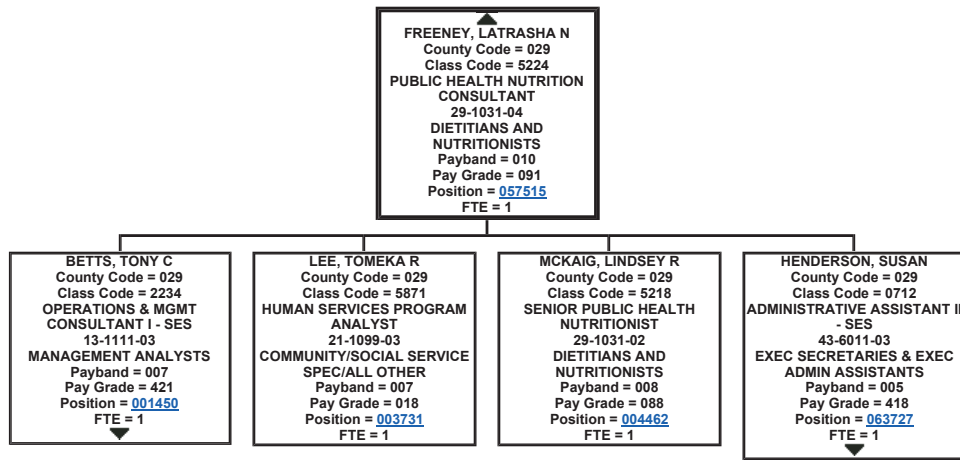 FREENEY, LATRASHA N
County Code = 029
Class Code = 5224
PUBLIC HEALTH NUTRITION
CONSULTANT
29-1031-04
DIETITIANS AND
NUTRITIONISTS
Payband = 010
Pay Grade = 091
Position = 057515
FTE = 1
BETTS, TONY C
County Code = 029
Class Code = 2234
OPERATIONS & MGMT
CONSULTANT I - SES
13-1111-03
MANAGEMENT ANALYSTS
Payband = 007
Pay Grade = 421
Position = 001450
FTE = 1
LEE, TOMEKA R
County Code = 029
Class Code = 5871
HUMAN SERVICES PROGRAM
ANALYST
21-1099-03
COMMUNITY/SOCIAL SERVICE
SPEC/ALL OTHER
Payband = 007
Pay Grade = 018
Position = 003731
FTE = 1
MCKAIG, LINDSEY R
County Code = 029
Class Code = 5218
SENIOR PUBLIC HEALTH
NUTRITIONIST
29-1031-02
DIETITIANS AND
NUTRITIONISTS
Payband = 008
Pay Grade = 088
Position = 004462
FTE = 1
HENDERSON, SUSAN
County Code = 029
Class Code = 0712
ADMINISTRATIVE ASSISTANT
- SES
43-6011-03
EXEC SECRETARIES & EXEC
ADMIN ASSISTANTS
Payband = 005
Pay Grade = 418
Position = 063727
FTE = 1